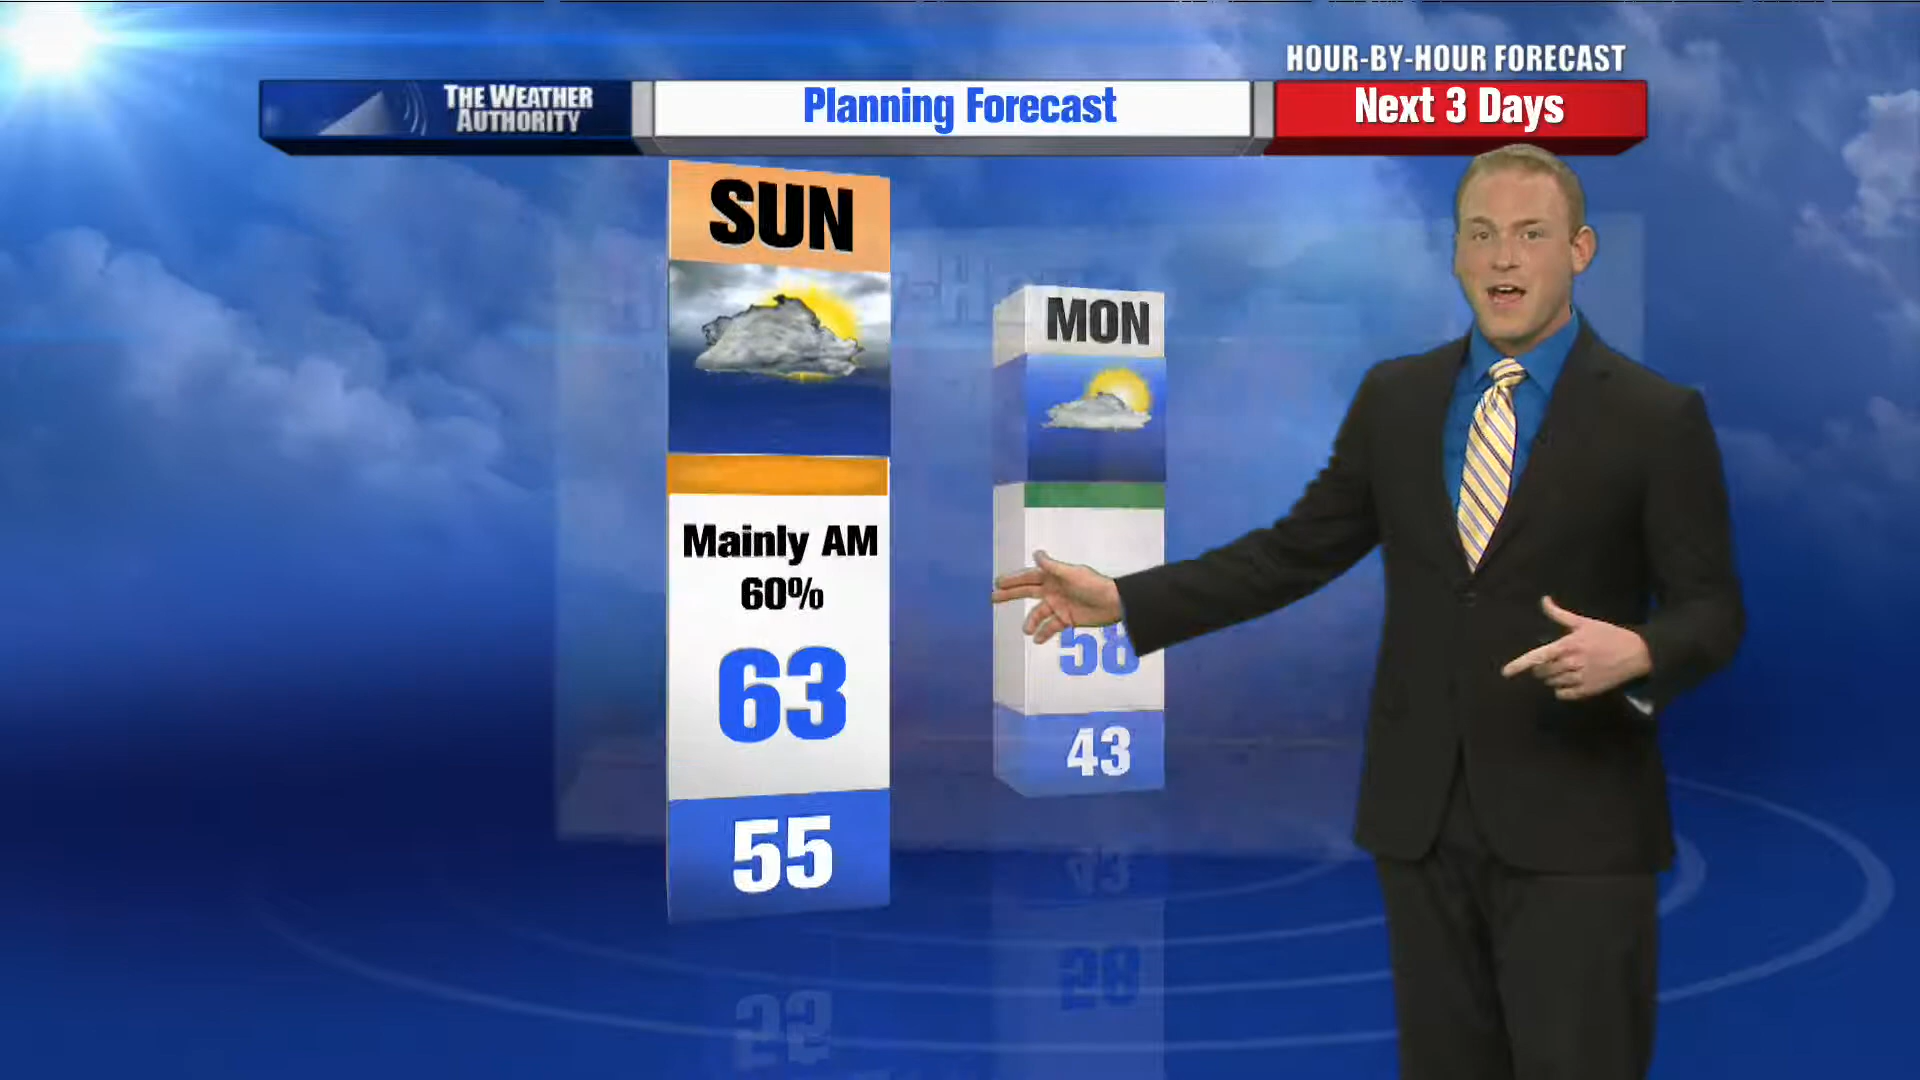 HOUR-BY-HOUR FORECAST
THE WEATHER
AUTHORITY
Planning Forecast
Next 3 Days
SUN
Mainly AM
60%
63
55
MON
58
43